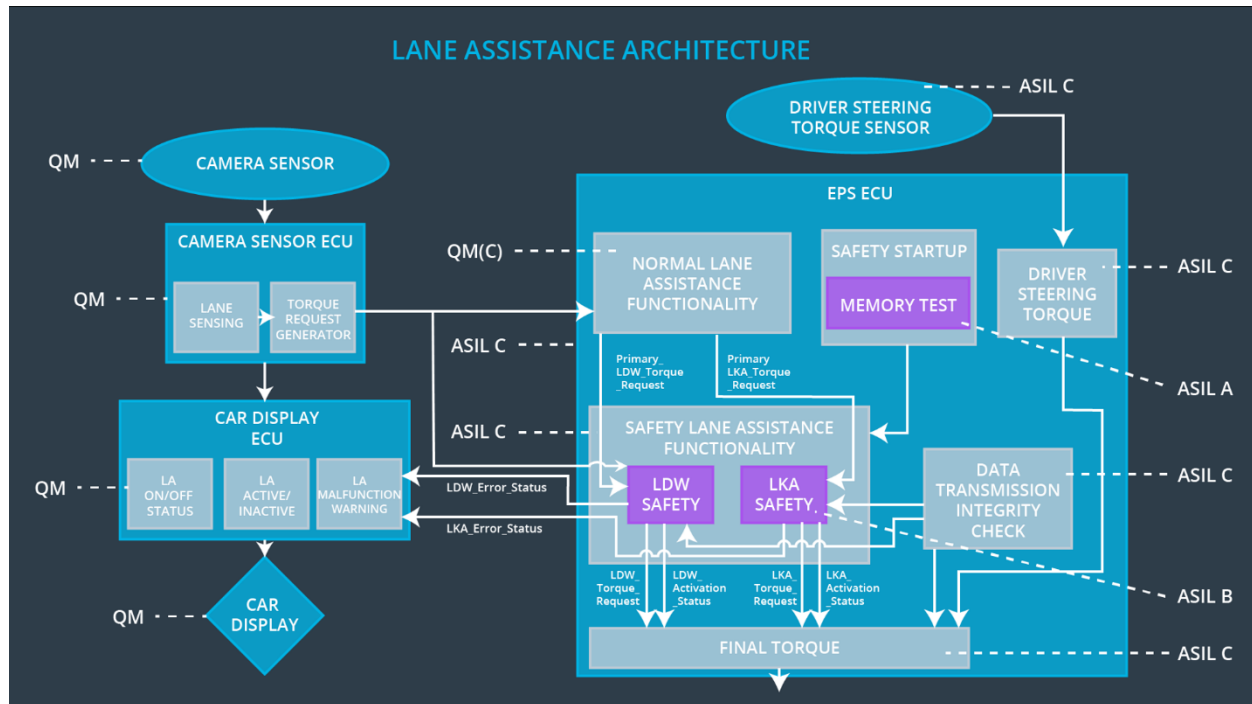 LANE ASSISTANCE ARCHITECTURE
ASIL C
DRIVER STEERING
TORQUE SENSOR
QM
CAMERA SENSOR
EPS ECU
CAMERA SENSOR ECU
QM(C)
NORMAL LANE
ASSISTANCE
FUNCTIONALITY
SAFETY STARTUP
MEMORY TEST
DRIVER
STEERING
TORQUE
ASIL C
QM
LANE
SENSING
TORQUE
REQUEST
GENERATOR
ASIL C
Primary_
LDW_Torque
_Request
Primary
LKA_Torque
_Request
ASIL A
CAR DISPLAY
ECU
ASIL C
SAFETY LANE ASSISTANCE
FUNCTIONALITY
QM
LA
ON/OFF
STATUS
LA
ACTIVE/
INACTIVE
LA
MALFUNCTION
WARNING
LDW_Error_Status
LKA_Error_Status
LDW
SAFETY
LKA
SAFETY
DATA
TRANSMISSION
INTEGRITY
CHECK
ASIL C
LDW_
Torque_
Request
LDW_
Activation
_Status
LKA_
Torque_
Request
LKA_
Activation
_Status
ASIL B
QM
CAR
DISPLAY
FINAL TORQUE
ASIL C